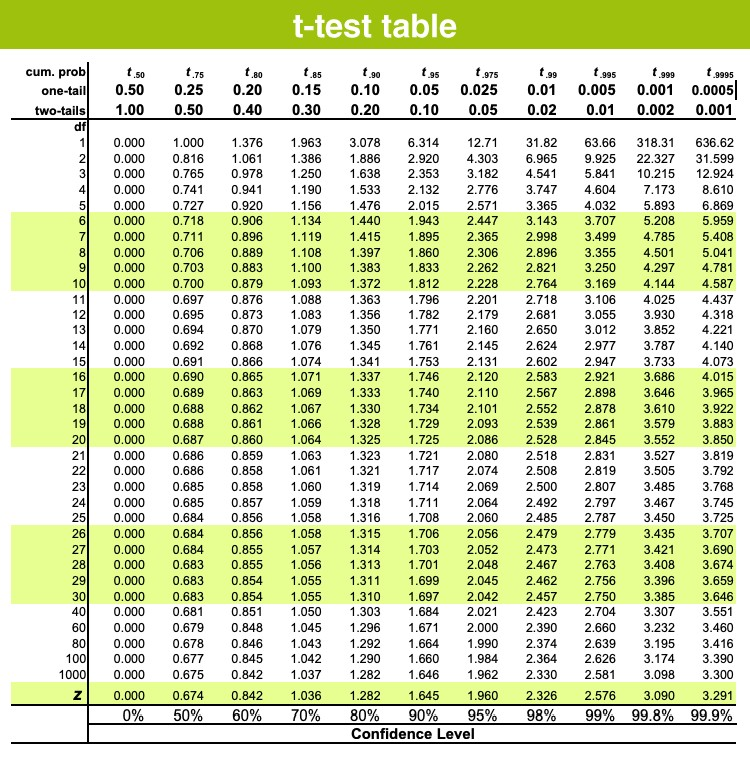 t-test table
cum. prob t.50 t.75 t.80 t.85 t.90 t.95 t.975 t.99 t.995 t.999 t.9995
one-tail 0.50 0.25 0.20 0.15 0.10 0.05 0.025 0.01 0.005 0.001 0.0005
two-tails 1.00 0.50 0.40 0.30 0.20 0.10 0.05 0.02 0.01 0.002 0.001
df
1 0.000 1.000 1.376 1.963 3.078 6.314 12.71 31.82 63.66 318.31 636.62
2 0.000 0.816 1.061 1.386 1.886 2.920 4.303 6.965 9.925 22.327 31.599
3 0.000 0.765 0.978 1.250 1.638 2.353 3.182 4.541 5.841 10.215 12.924
4 0.000 0.741 0.941 1.190 1.533 2.132 2.776 3.747 4.604 7.173 8.610
5 0.000 0.727 0.920 1.156 1.476 2.015 2.571 3.365 4.032 5.893 6.869
6 0.000 0.718 0.906 1.134 1.440 1.943 2.447 3.143 3.707 5.208 5.959
7 0.000 0.711 0.896 1.119 1.415 1.895 2.365 2.998 3.499 4.785 5.408
8 0.000 0.706 0.889 1.108 1.397 1.860 2.306 2.896 3.355 4.501 5.041
9 0.000 0.703 0.883 1.100 1.383 1.833 2.262 2.821 3.250 4.297 4.781
10 0.000 0.700 0.879 1.093 1.372 1.812 2.228 2.764 3.169 4.144 4.587
11 0.000 0.697 0.876 1.088 1.363 1.796 2.201 2.718 3.106 4.025 4.437
12 0.000 0.695 0.873 1.083 1.356 1.782 2.179 2.681 3.055 3.930 4.318
13 0.000 0.694 0.870 1.079 1.350 1.771 2.160 2.650 3.012 3.852 4.221
14 0.000 0.692 0.868 1.076 1.345 1.761 2.145 2.624 2.977 3.787 4.140
15 0.000 0.691 0.866 1.074 1.341 1.753 2.131 2.602 2.947 3.733 4.073
16 0.000 0.690 0.865 1.071 1.337 1.746 2.120 2.583 2.921 3.686 4.015
17 0.000 0.689 0.863 1.069 1.333 1.740 2.110 2.567 2.898 3.646 3.965
18 0.000 0.688 0.862 1.067 1.330 1.734 2.101 2.552 2.878 3.610 3.922
19 0.000 0.688 0.861 1.066 1.328 1.729 2.093 2.539 2.861 3.579 3.883
20 0.000 0.687 0.860 1.064 1.325 1.725 2.086 2.528 2.845 3.552 3.850
21 0.000 0.686 0.859 1.063 1.323 1.721 2.080 2.518 2.831 3.527 3.819
22 0.000 0.686 0.858 1.061 1.321 1.717 2.074 2.508 2.819 3.505 3.792
23 0.000 0.685 0.858 1.060 1.319 1.714 2.069 2.500 2.807 3.485 3.768
24 0.000 0.685 0.857 1.059 1.318 1.711 2.064 2.492 2.797 3.467 3.745
25 0.000 0.684 0.856 1.058 1.316 1.708 2.060 2.485 2.787 3.450 3.725
26 0.000 0.684 0.856 1.058 1.315 1.706 2.056 2.479 2.779 3.435 3.707
27 0.000 0.684 0.855 1.057 1.314 1.703 2.052 2.473 2.771 3.421 3.690
28 0.000 0.683 0.855 1.056 1.313 1.701 2.048 2.467 2.763 3.408 3.674
29 0.000 0.683 0.854 1.055 1.311 1.699 2.045 2.462 2.756 3.396 3.659
30 0.000 0.683 0.854 1.055 1.310 1.697 2.042 2.457 2.750 3.385 3.646
40 0.000 0.681 0.851 1.050 1.303 1.684 2.021 2.423 2.704 3.307 3.551
60 0.000 0.679 0.848 1.045 1.296 1.671 2.000 2.390 2.660 3.232 3.460
80 0.000 0.678 0.846 1.043 1.292 1.664 1.990 2.374 2.639 3.195 3.416
100 0.000 0.677 0.845 1.042 1.290 1.660 1.984 2.364 2.626 3.174 3.390
1000 0.000 0.675 0.842 1.037 1.282 1.646 1.962 2.330 2.581 3.098 3.300
z 0.000 0.674 0.842 1.036 1.282 1.645 1.960 2.326 2.576 3.090 3.291
0% 50% 60% 70% 80% 90% 95% 98% 99% 99.8% 99.9%
Confidence Level